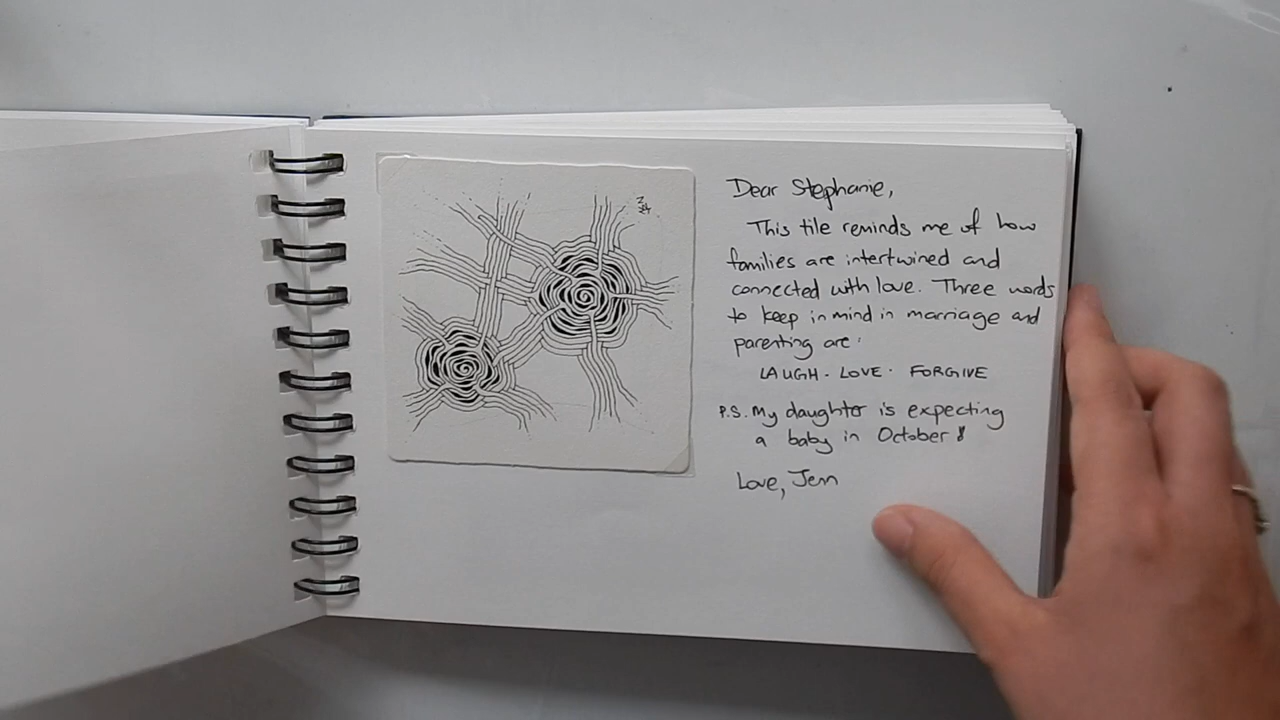 Dear Stephanie,
This tile reminds me of how
families are intertwined and
connected with love. Three words
to keep in mind in marriage and
parenting are:
LAUGH · LOVE · FORGIVE
P.S. My daughter is expecting
a baby in October!
Love, Jenn